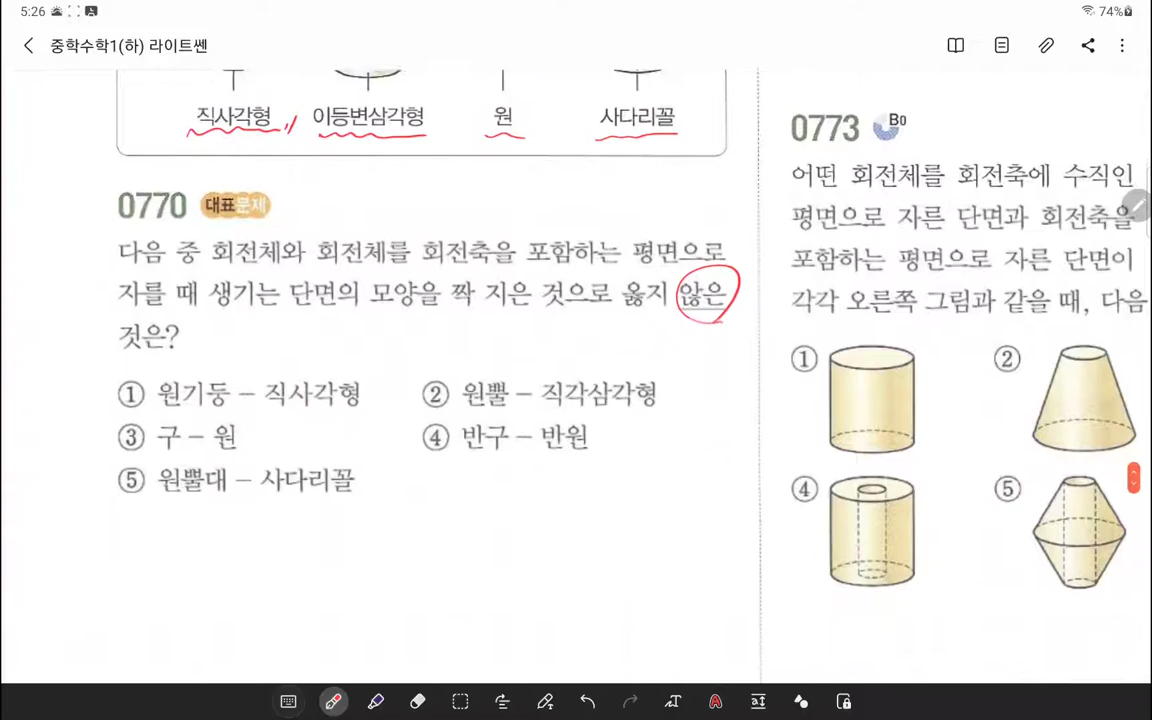 5:26
74%
중학수학1(하) 라이트쎈
직사각형 이등변삼각형 원 사다리꼴
0770 대표문제
다음 중 회전체와 회전체를 회전축을 포함하는 평면으로
자를 때 생기는 단면의 모양을 짝 지은 것으로 옳지 않은
것은?
① 원기둥 – 직사각형 ② 원뿔 – 직각삼각형
③ 구 – 원 ④ 반구 – 반원
⑤ 원뿔대 – 사다리꼴
0773 B0
어떤 회전체를 회전축에 수직인
평면으로 자른 단면과 회전축을
포함하는 평면으로 자른 단면이
각각 오른쪽 그림과 같을 때, 다음
① ②
④ ⑤